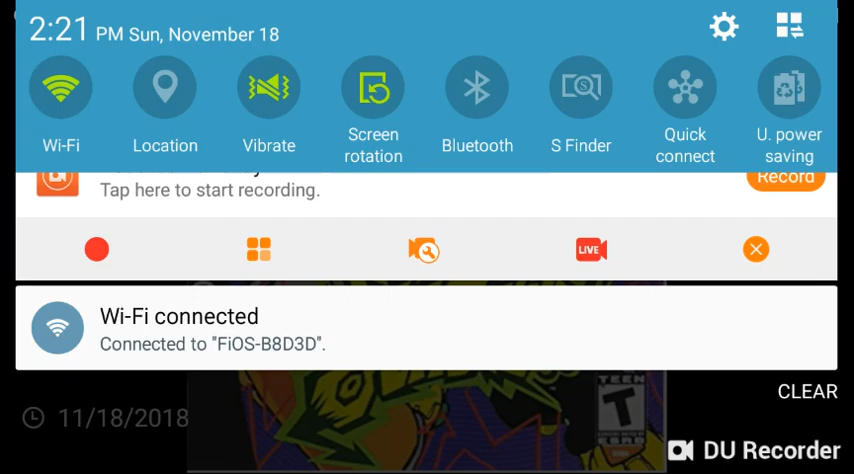 2:21 PM Sun, November 18
Wi-Fi
Location
Vibrate
Screen
rotation
Bluetooth
S Finder
Quick
connect
U. power
saving
Tap here to start recording.
Record
LIVE
Wi-Fi connected
Connected to "FiOS-B8D3D".
CLEAR
11/18/2018
TEEN
T
ESRB
DU Recorder